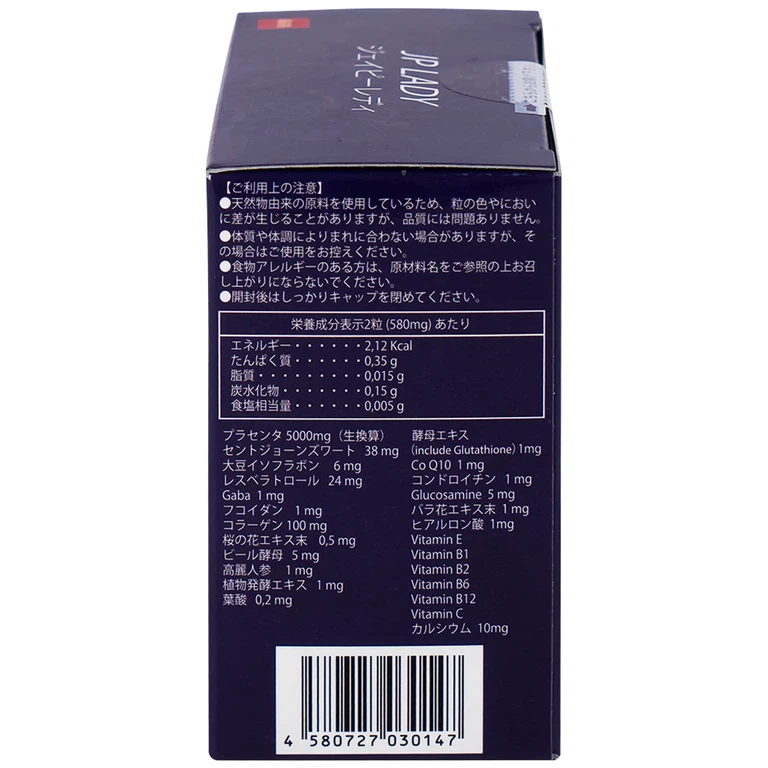 JP LADY
ジェイピーレディ
【ご利用上の注意】
●天然物由来の原料を使用しているため、粒の色やにおい
に差が生じることがありますが、品質には問題ありません。
●体質や体調によりまれに合わない場合がありますが、そ
の場合はご使用をお控えください。
●食物アレルギーのある方は、原材料名をご参照の上お召
し上がりにならないでください。
●開封後はしっかりキャップを閉めてください。
栄養成分表示2粒 (580mg) あたり
エネルギー・・・・・・2,12 Kcal
たんぱく質・・・・・・0,35 g
脂質・・・・・・・・・0,015 g
炭水化物・・・・・・・0,15 g
食塩相当量・・・・・・0,005 g
プラセンタ 5000mg（生換算）
セントジョーンズワート 38 mg
大豆イソフラボン 6 mg
レスベラトロール 24 mg
Gaba 1 mg
フコイダン 1 mg
コラーゲン 100 mg
桜の花エキス末 0,5 mg
ビール酵母 5 mg
高麗人参 1 mg
植物発酵エキス 1 mg
葉酸 0,2 mg
酵母エキス
(include Glutathione) 1mg
Co Q10 1 mg
コンドロイチン 1 mg
Glucosamine 5 mg
バラ花エキス末 1 mg
ヒアルロン酸 1mg
Vitamin E
Vitamin B1
Vitamin B2
Vitamin B6
Vitamin B12
Vitamin C
カルシウム 10mg
4 580727 030147